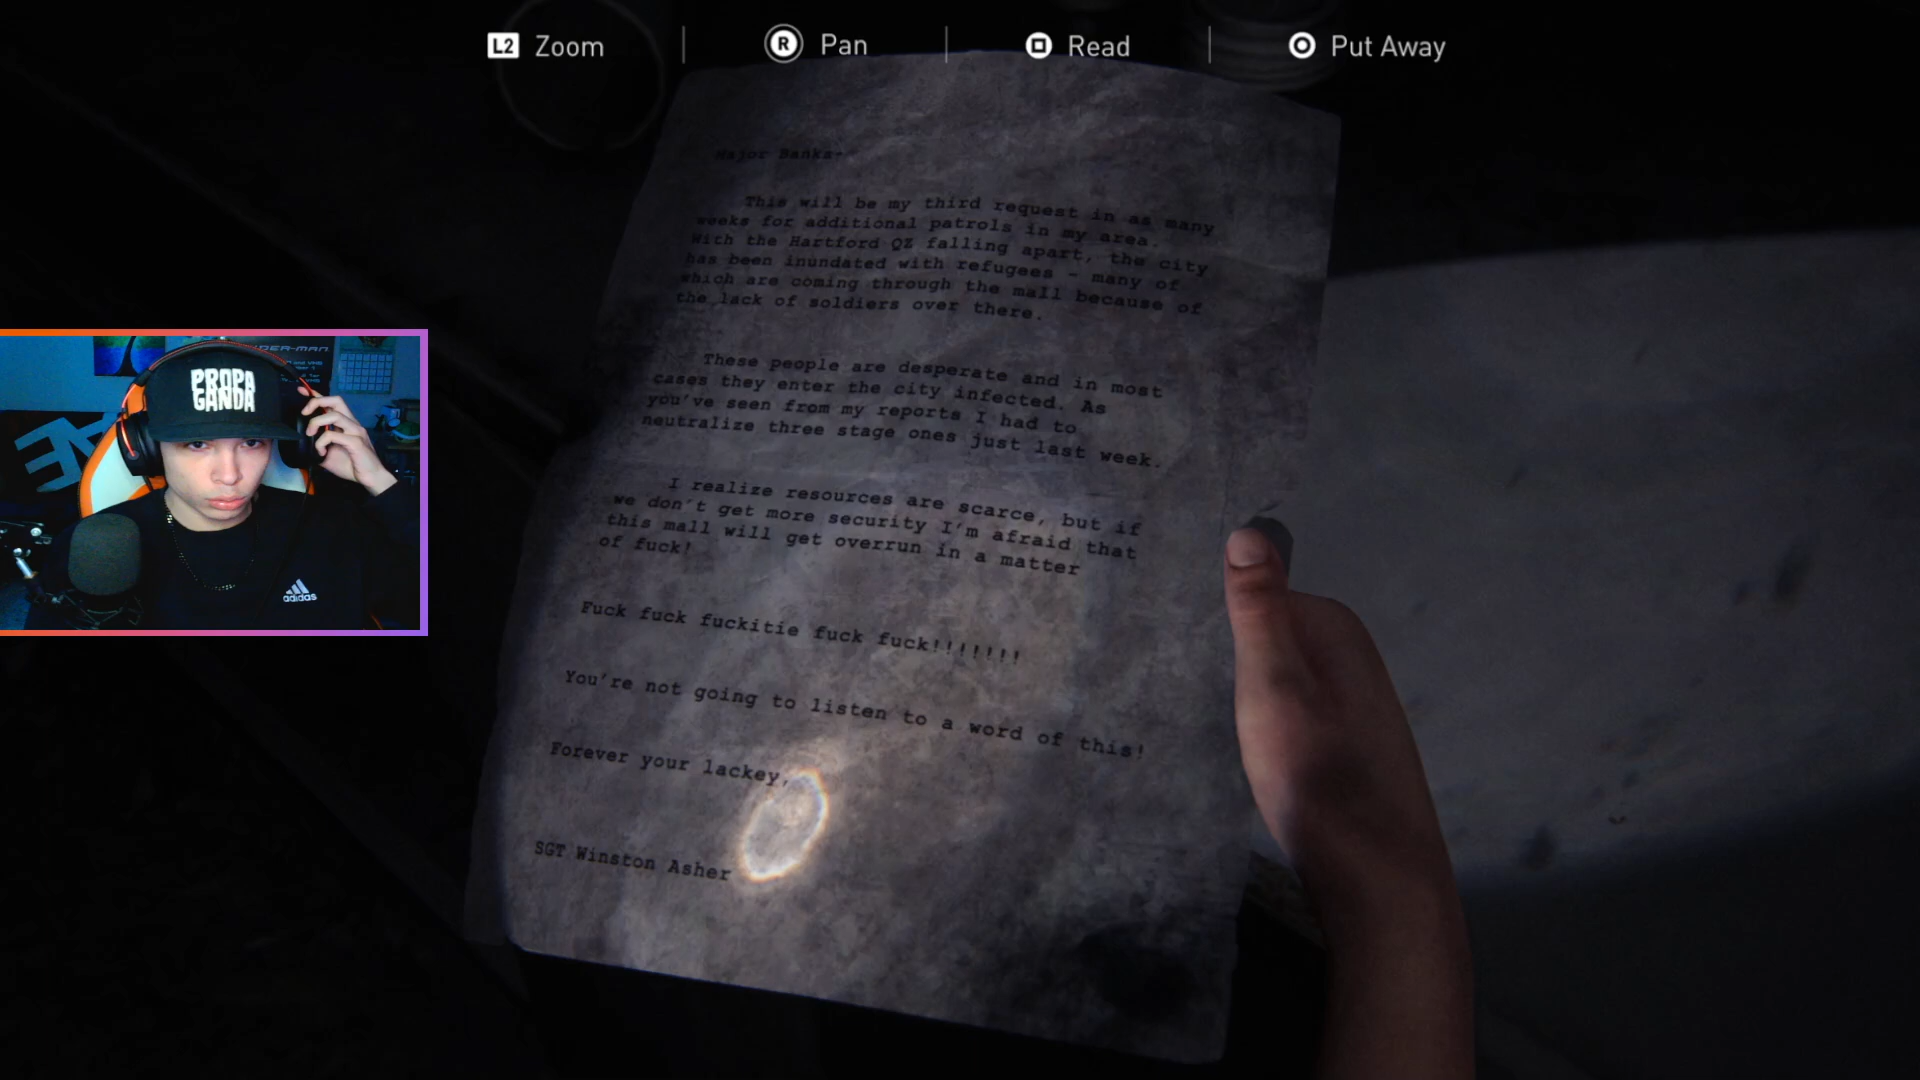 L2 Zoom
R Pan
Read
Put Away
Major Banks-
This will be my third request in as many
weeks for additional patrols in my area.
With the Hartford QZ falling apart, the city
has been inundated with refugees - many of
which are coming through the mall because of
the lack of soldiers over there.
These people are desperate and in most
cases they enter the city infected. As
you've seen from my reports I had to
neutralize three stage ones just last week.
I realize resources are scarce, but if
we don't get more security I'm afraid that
this mall will get overrun in a matter
of fuck!
Fuck fuck fuckitie fuck fuck!!!!!!!
You're not going to listen to a word of this!
Forever your lackey,
SGT Winston Asher
PROPA
GANDA
adidas